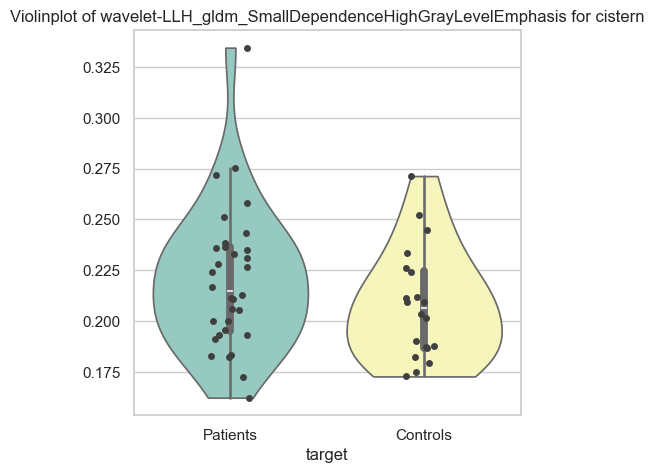 Violinplot of wavelet-LLH_gldm_SmallDependenceHighGrayLevelEmphasis for cistern
0.325
0.300
0.275
0.250
0.225
0.200
0.175
Patients
Controls
target